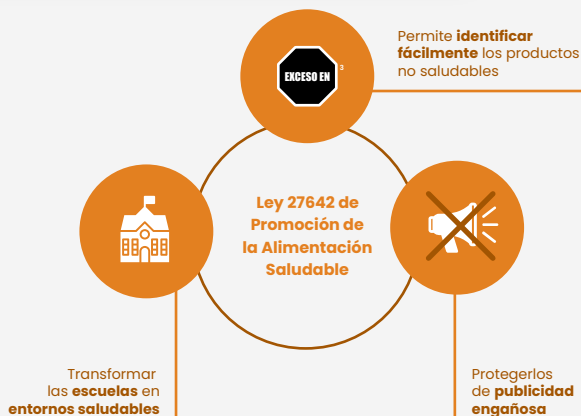 Permite identificar
fácilmente los productos
no saludables
EXCESO EN 3
Ley 27642 de
Promoción de
la Alimentación
Saludable
Transformar
las escuelas en
entornos saludables
Protegerlos
de publicidad
engañosa